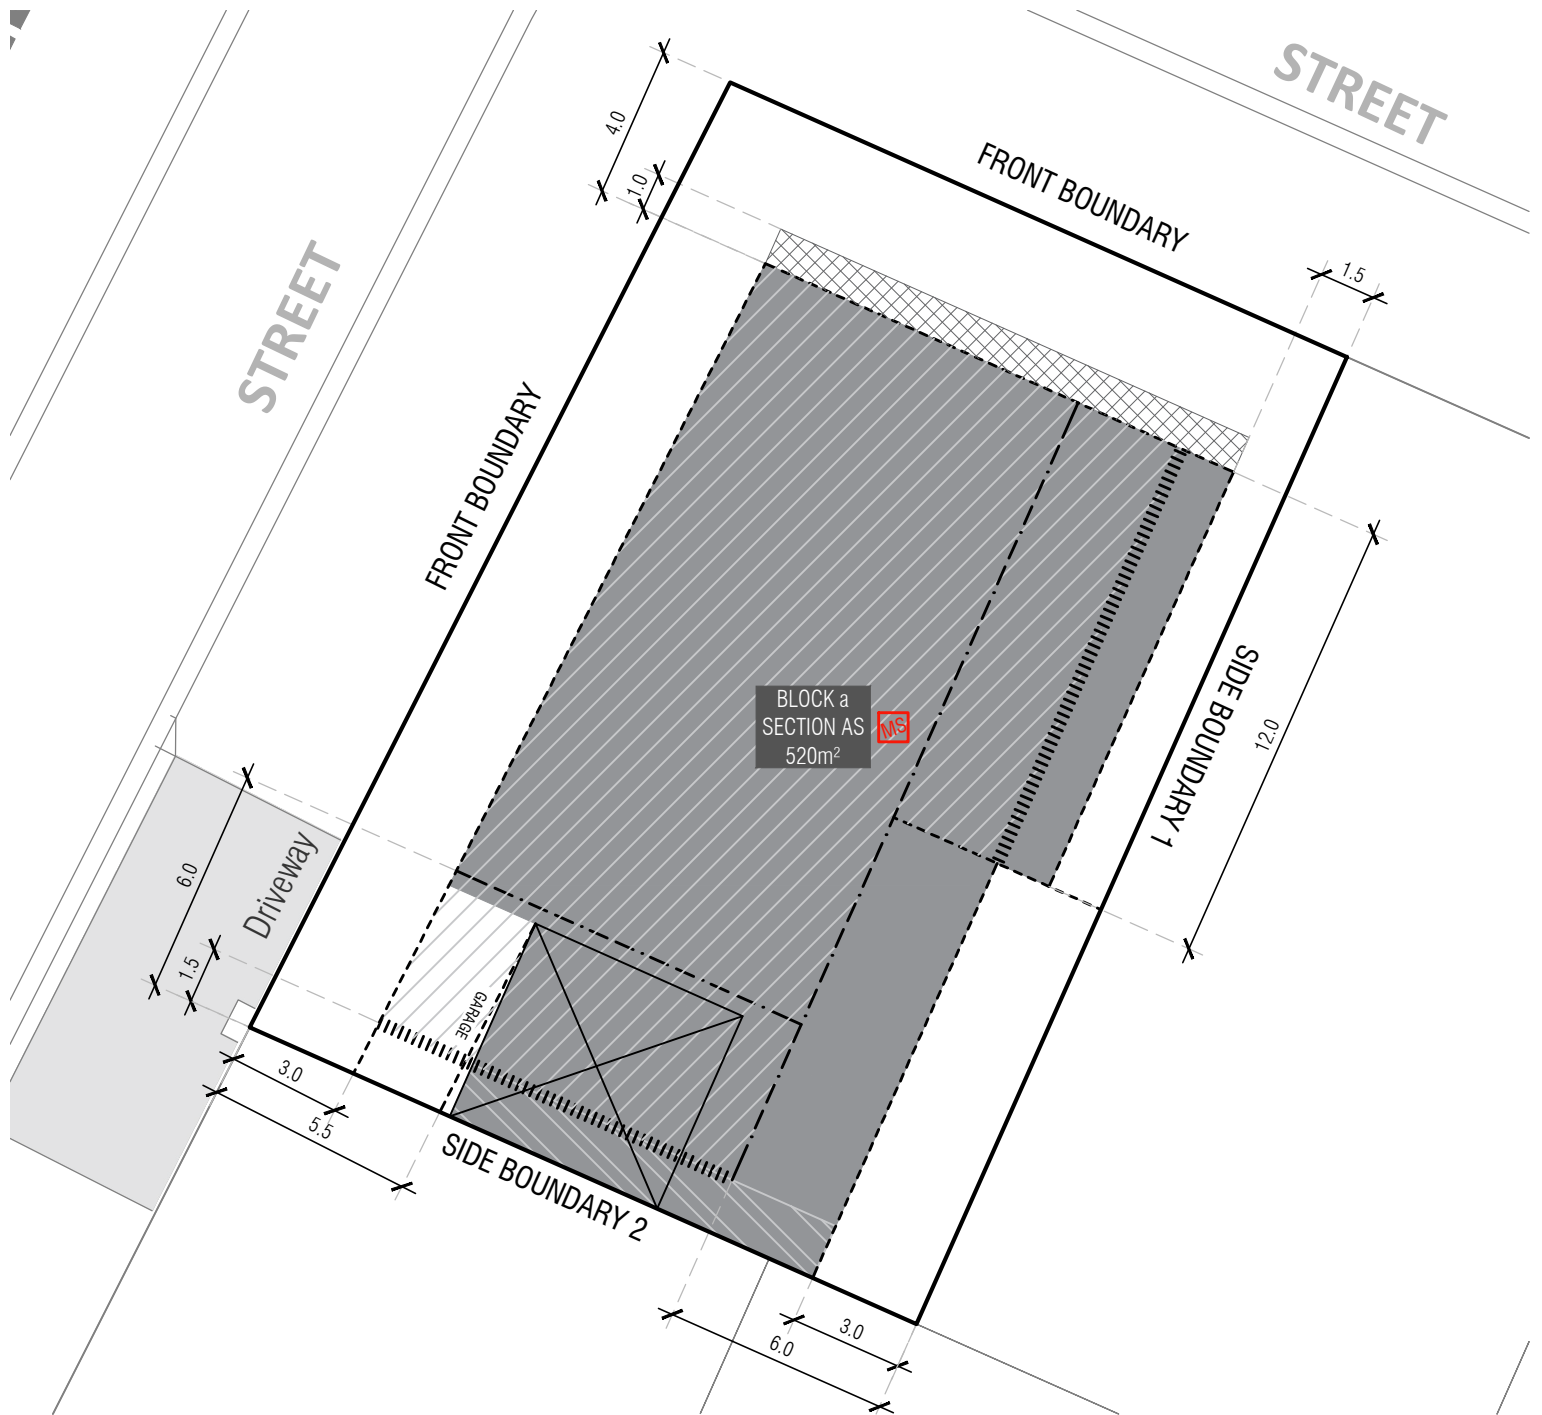 STREET
4.0
FRONT BOUNDARY
1.0
1.5
STREET
FRONT BOUNDARY
BLOCK a
SECTION AS
520m²
MS
SIDE BOUNDARY 1
12.0
6.0
Driveway
1.5
GARAGE
3.0
5.5
SIDE BOUNDARY 2
3.0
6.0